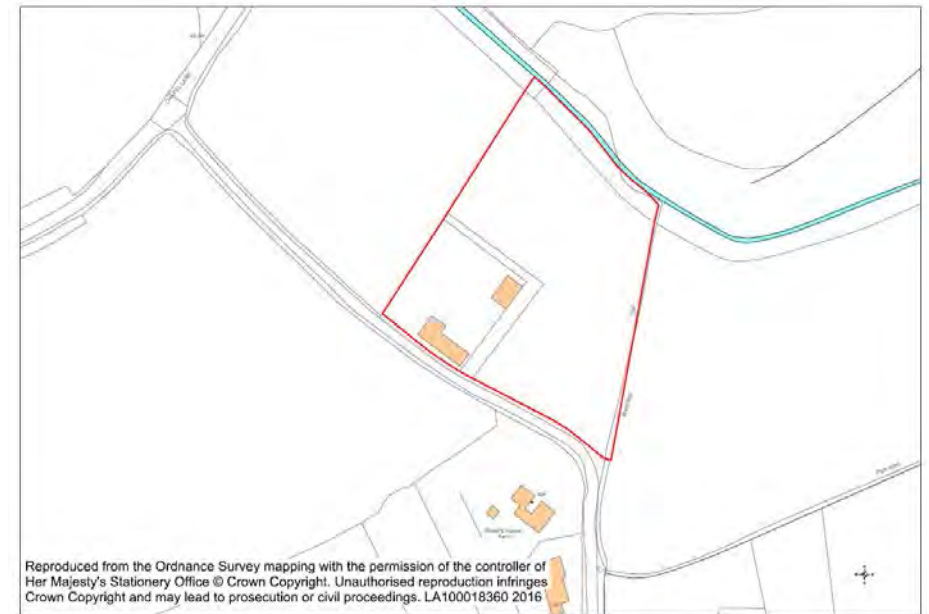 Reproduced from the Ordnance Survey mapping with the permission of the controller of
Her Majesty's Stationery Office © Crown Copyright. Unauthorised reproduction infringes
Crown Copyright and may lead to prosecution or civil proceedings. LA100018360 2016